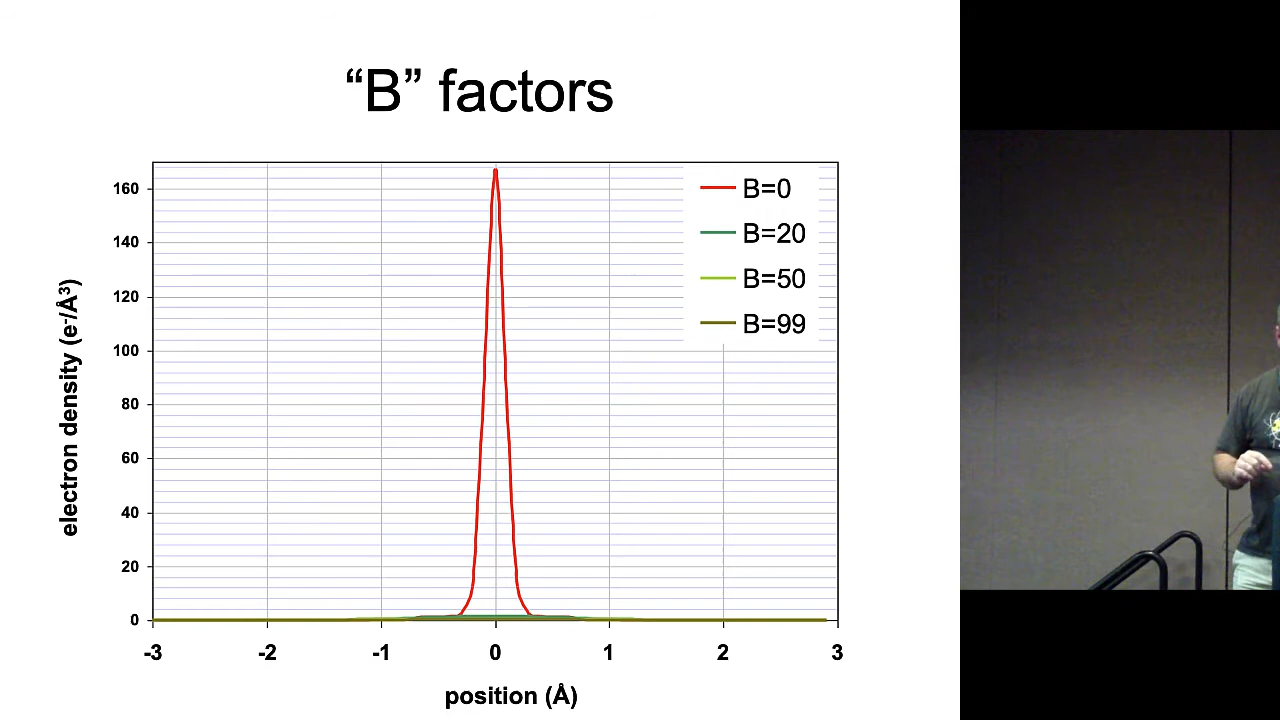 “B” factors
electron density (e-/Å³)
160
140
120
100
80
60
40
20
0
-3 -2 -1 0 1 2 3
position (Å)
B=0
B=20
B=50
B=99